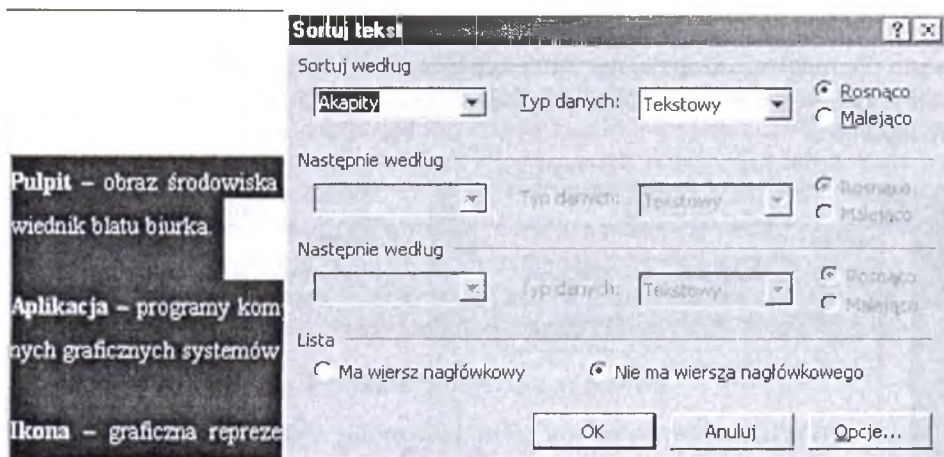 Sortuj tekst
Sortuj według
Akapity Typ danych: Tekstowy Rosnąco
Malejąco
Następnie według
Typ danych: Tekstowy Rosnąco
Malejąco
Następnie według
Typ danych: Tekstowy Rosnąco
Malejąco
Lista
Ma wiersz nagłówkowy Nie ma wiersza nagłówkowego
OK Anuluj Opcje...
Pulpit – obraz środowiska
wiednik blatu biurka.
Aplikacja – programy kom
nych graficznych systemów
Ikona – graficzna repreze